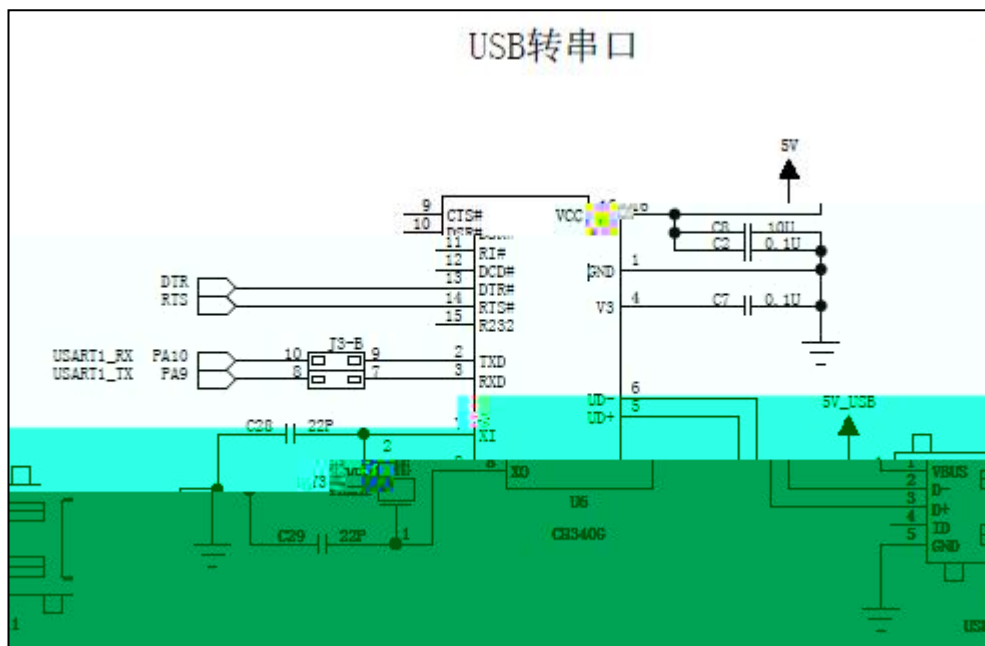 USB转串口
5V
9 CTS# VCC
10 DSR# C8 10U
11 C2 0.1U
12 RI# GND 1
13 DCD#
DTR DTR#
RTS 14 RTS# V3 4 C7 0.1U
15 R232
J3-B
USART1_RX PA10 10 9 2 TXD
USART1_TX PA9 8 7 3 RXD
UD- 6
UD+ 5 5V_USB
C28 22P XI
2
8 XO 1 VBUS
U6 2 D-
3 D+
C29 22P 1 CH340G 4 ID
5 GND
1